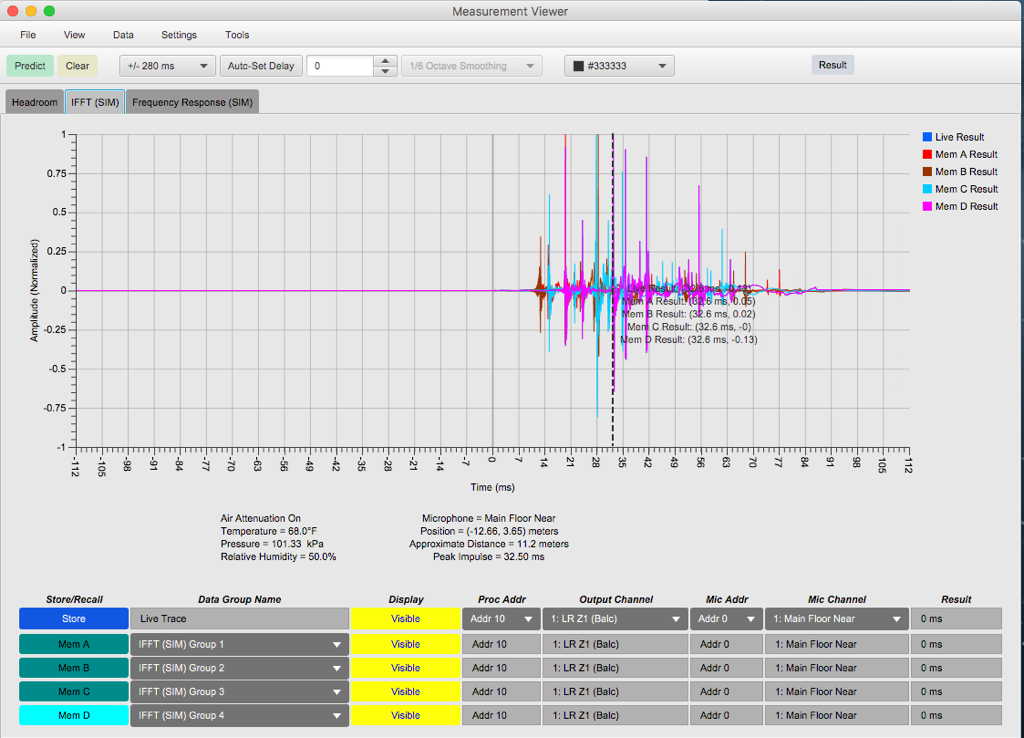 Measurement Viewer
File View Data Settings Tools
Predict Clear +/- 280 ms Auto-Set Delay 0 1/6 Octave Smoothing #333333 Result
Headroom IFFT (SIM) Frequency Response (SIM)
Live Result
Mem A Result
Mem B Result
Mem C Result
Mem D Result
Amplitude (Normalized)
1
0.75
0.5
0.25
0
-0.25
-0.5
-0.75
-1
Live Result:
Mem A Result: (32.6 ms, 0.05)
Mem B Result: (32.6 ms, 0.02)
Mem C Result: (32.6 ms, -0)
Mem D Result: (32.6 ms, -0.13)
-112 -105 -98 -91 -84 -77 -70 -63 -56 -49 -42 -35 -28 -21 -14 -7 0 7 14 21 28 35 42 49 56 63 70 77 84 91 98 105 112
Time (ms)
Air Attenuation On
Temperature = 68.0°F
Pressure = 101.33 kPa
Relative Humidity = 50.0%
Microphone = Main Floor Near
Position = (-12.66, 3.65) meters
Approximate Distance = 11.2 meters
Peak Impulse = 32.50 ms
Store/Recall Data Group Name Display Proc Addr Output Channel Mic Addr Mic Channel Result
Store Live Trace Visible Addr 10 1: LR Z1 (Balc) Addr 0 1: Main Floor Near 0 ms
Mem A IFFT (SIM) Group 1 Visible Addr 10 1: LR Z1 (Balc) Addr 0 1: Main Floor Near 0 ms
Mem B IFFT (SIM) Group 2 Visible Addr 10 1: LR Z1 (Balc) Addr 0 1: Main Floor Near 0 ms
Mem C IFFT (SIM) Group 3 Visible Addr 10 1: LR Z1 (Balc) Addr 0 1: Main Floor Near 0 ms
Mem D IFFT (SIM) Group 4 Visible Addr 10 1: LR Z1 (Balc) Addr 0 1: Main Floor Near 0 ms